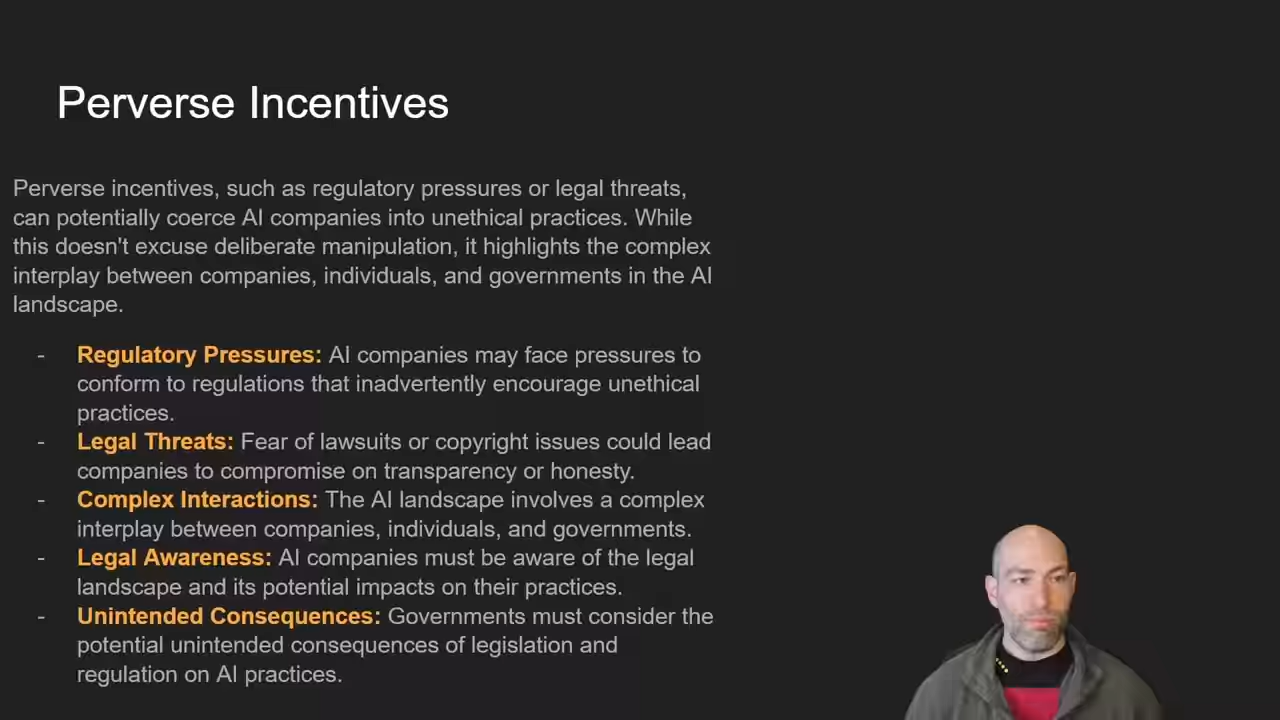 Perverse Incentives
Perverse incentives, such as regulatory pressures or legal threats,
can potentially coerce AI companies into unethical practices. While
this doesn't excuse deliberate manipulation, it highlights the complex
interplay between companies, individuals, and governments in the AI
landscape.
- Regulatory Pressures: AI companies may face pressures to
conform to regulations that inadvertently encourage unethical
practices.
- Legal Threats: Fear of lawsuits or copyright issues could lead
companies to compromise on transparency or honesty.
- Complex Interactions: The AI landscape involves a complex
interplay between companies, individuals, and governments.
- Legal Awareness: AI companies must be aware of the legal
landscape and its potential impacts on their practices.
- Unintended Consequences: Governments must consider the
potential unintended consequences of legislation and
regulation on AI practices.